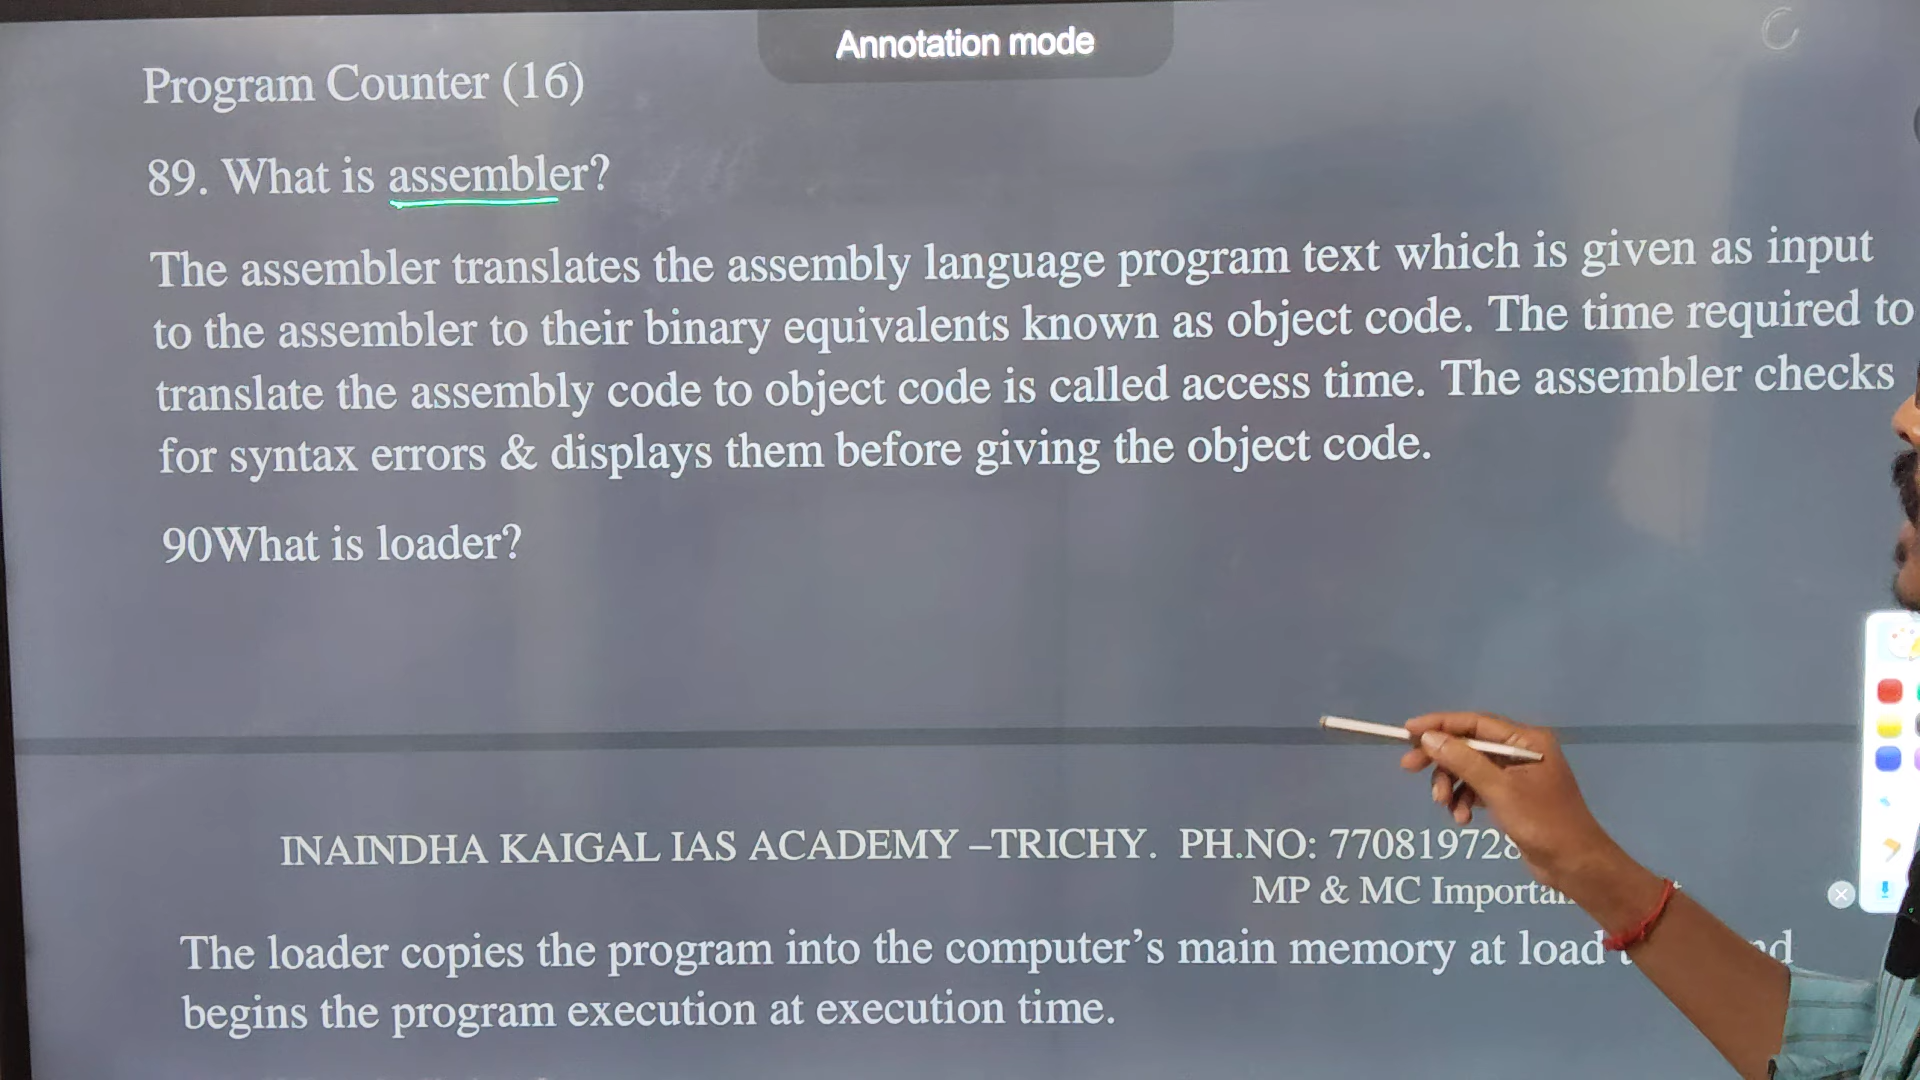 Annotation mode
Program Counter (16)
89. What is assembler?
The assembler translates the assembly language program text which is given as input
to the assembler to their binary equivalents known as object code. The time required to
translate the assembly code to object code is called access time. The assembler checks
for syntax errors & displays them before giving the object code.
90What is loader?
INAINDHA KAIGAL IAS ACADEMY –TRICHY. PH.NO: 770819728
MP & MC
The loader copies the program into the computer’s main memory at load
begins the program execution at execution time.